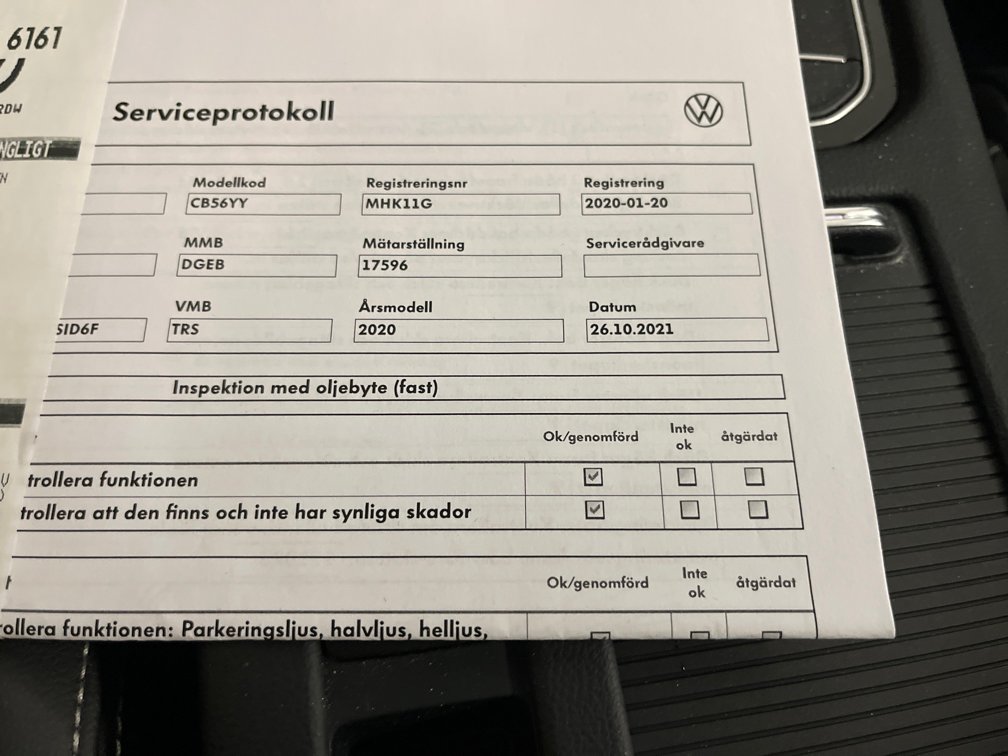 6161
RDW
NGLIGT
Serviceprotokoll
Modellkod Registreringsnr Registrering
CB56YY MHK11G 2020-01-20
MMB Mätarställning Servicerådgivare
DGEB 17596
VMB Årsmodell Datum
SID6F TRS 2020 26.10.2021
Inspektion med oljebyte (fast)
Ok/genomförd Inte ok åtgärdat
trollera funktionen
trollera att den finns och inte har synliga skador
Ok/genomförd Inte ok åtgärdat
ollera funktionen: Parkeringsljus, halvljus, helljus,